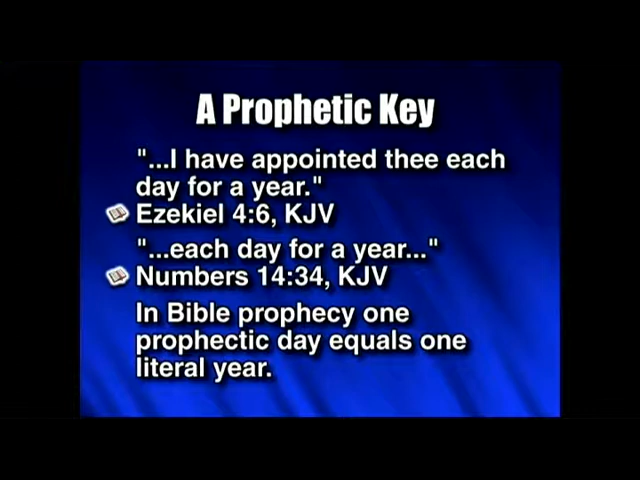 A Prophetic Key
"...I have appointed thee each
day for a year."
Ezekiel 4:6, KJV
"...each day for a year..."
Numbers 14:34, KJV
In Bible prophecy one
prophectic day equals one
literal year.